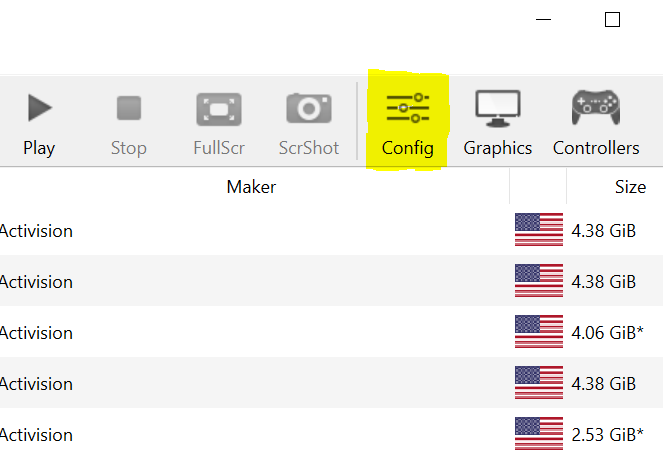 Play Stop FullScr ScrShot Config Graphics Controllers
Maker Size
Activision 4.38 GiB
Activision 4.38 GiB
Activision 4.06 GiB*
Activision 4.38 GiB
Activision 2.53 GiB*